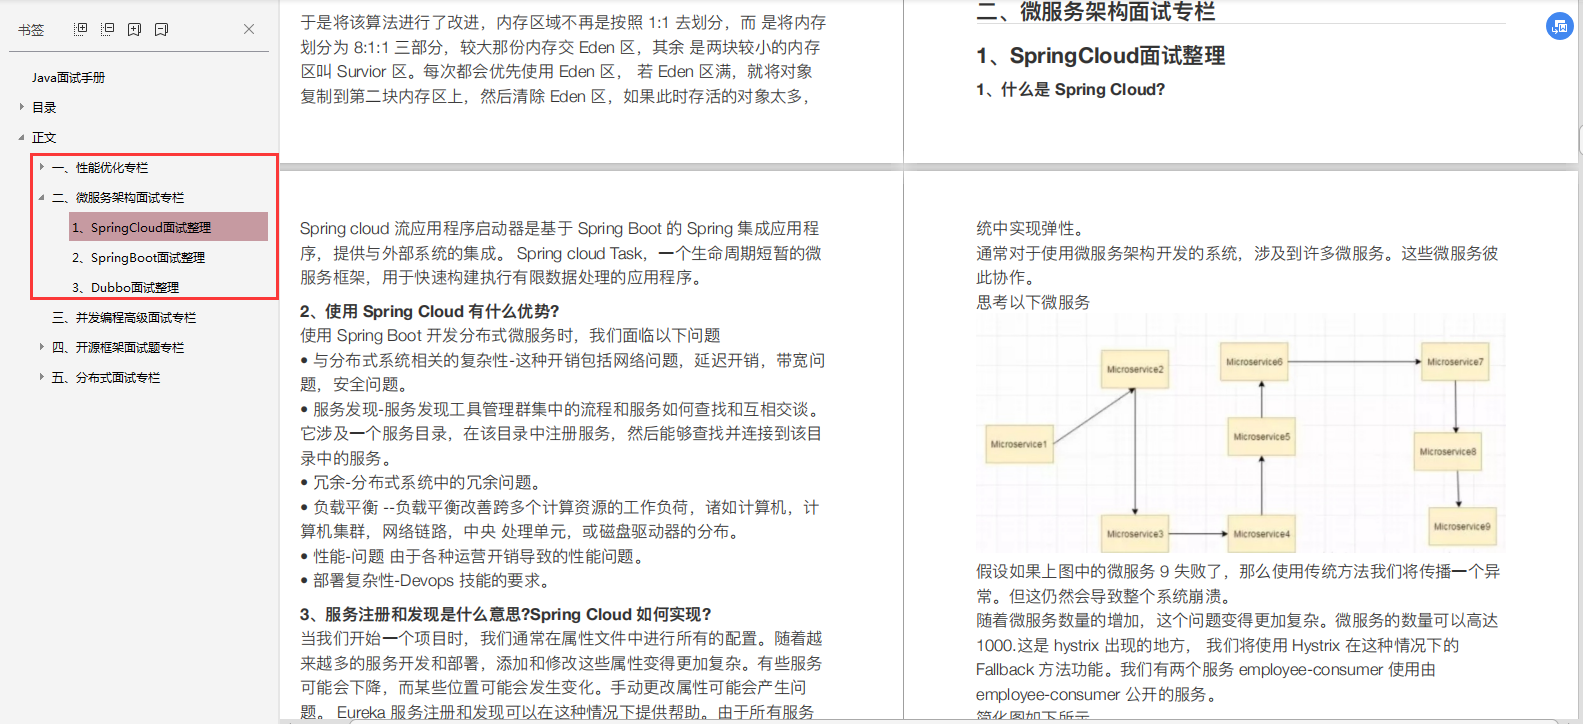 书签
Java面试手册
目录
正文
一、性能优化专栏
二、微服务架构面试专栏
1、SpringCloud面试整理
2、SpringBoot面试整理
3、Dubbo面试整理
三、并发编程高级面试专栏
四、开源框架面试题专栏
五、分布式面试专栏
于是将该算法进行了改进，内存区域不再是按照 1:1 去划分，而 是将内存
划分为 8:1:1 三部分，较大那份内存交 Eden 区，其余 是两块较小的内存
区叫 Survior 区。每次都会优先使用 Eden 区， 若 Eden 区满，就将对象
复制到第二块内存区上，然后清除 Eden 区，如果此时存活的对象太多，
二、微服务架构面试专栏
1、SpringCloud面试整理
1、什么是 Spring Cloud?
Spring cloud 流应用程序启动器是基于 Spring Boot 的 Spring 集成应用程
序，提供与外部系统的集成。 Spring cloud Task，一个生命周期短暂的微
服务框架，用于快速构建执行有限数据处理的应用程序。
2、使用 Spring Cloud 有什么优势?
使用 Spring Boot 开发分布式微服务时，我们面临以下问题
• 与分布式系统相关的复杂性-这种开销包括网络问题，延迟开销，带宽问
题，安全问题。
• 服务发现-服务发现工具管理群集中的流程和服务如何查找和互相交谈。
它涉及一个服务目录，在该目录中注册服务，然后能够查找并连接到该目
录中的服务。
• 冗余-分布式系统中的冗余问题。
• 负载平衡 --负载平衡改善跨多个计算资源的工作负荷，诸如计算机，计
算机集群，网络链路，中央 处理单元，或磁盘驱动器的分布。
• 性能-问题 由于各种运营开销导致的性能问题。
• 部署复杂性-Devops 技能的要求。
3、服务注册和发现是什么意思?Spring Cloud 如何实现?
当我们开始一个项目时，我们通常在属性文件中进行所有的配置。随着越
来越多的服务开发和部署，添加和修改这些属性变得更加复杂。有些服务
可能会下降，而某些位置可能会发生变化。手动更改属性可能会产生问
题。 Eureka 服务注册和发现可以在这种情况下提供帮助。由于所有服务
统中实现弹性。
通常对于使用微服务架构开发的系统，涉及到许多微服务。这些微服务彼
此协作。
思考以下微服务
Microservice1
Microservice2
Microservice3
Microservice4
Microservice5
Microservice6
Microservice7
Microservice8
Microservice9
假设如果上图中的微服务 9 失败了，那么使用传统方法我们将传播一个异
常。但这仍然会导致整个系统崩溃。
随着微服务数量的增加，这个问题变得更加复杂。微服务的数量可以高达
1000.这是 hystrix 出现的地方， 我们将使用 Hystrix 在这种情况下的
Fallback 方法功能。我们有两个服务 employee-consumer 使用由
employee-consumer 公开的服务。
简化图如下所示